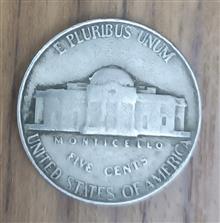 E PLURIBUS UNUM
MONTICELLO
FIVE CENTS
UNITED STATES OF AMERICA